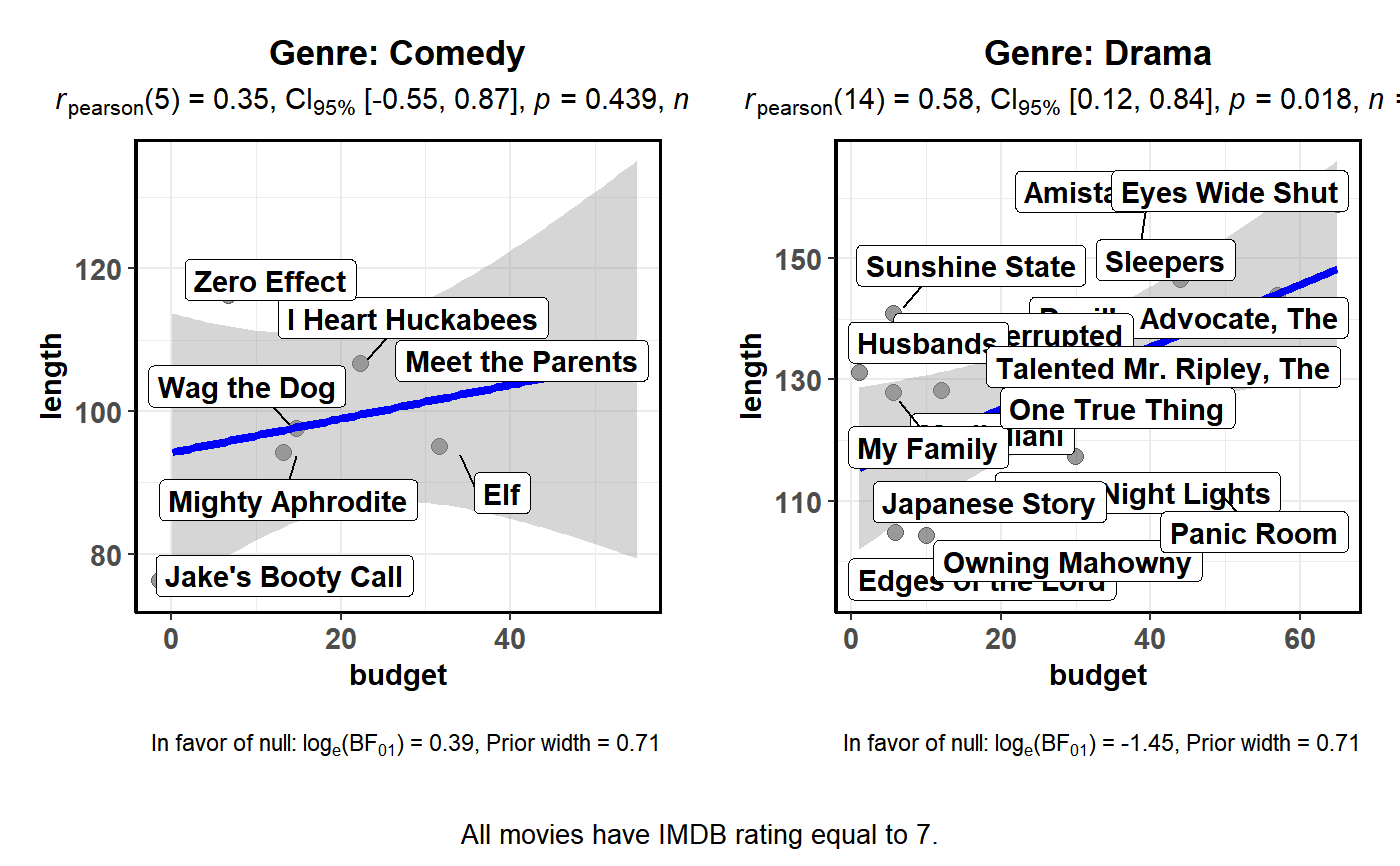 Genre: Comedy
r pearson(5) = 0.35, CI95% [-0.55, 0.87], p = 0.439, n
120
100
80
length
Zero Effect
I Heart Huckabees
Meet the Parents
Wag the Dog
Mighty Aphrodite
Elf
Jake's Booty Call
0 20 40
budget
In favor of null: loge(BF01) = 0.39, Prior width = 0.71
Genre: Drama
r pearson(14) = 0.58, CI95% [0.12, 0.84], p = 0.018, n =
150
130
110
length
Eyes Wide Shut
Sleepers
Sunshine State
Advocate, The
Husbands
Talented Mr. Ripley, The
One True Thing
My Family
Night Lights
Japanese Story
Panic Room
Owning Mahowny
Edges of the Lord
0 20 40 60
budget
In favor of null: loge(BF01) = -1.45, Prior width = 0.71
All movies have IMDB rating equal to 7.